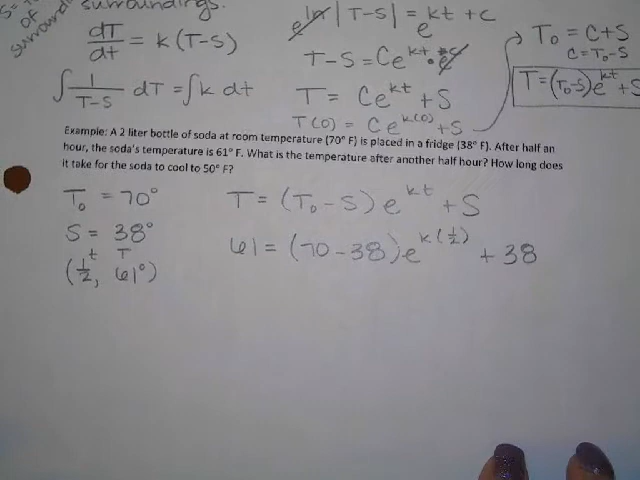 surroundings.
S = 
of
surround
dT/dt = k(T-S)
∫ 1/(T-S) dT = ∫ k dt
e^(ln|T-S|) = e^(kt+c)
T-S = Ce^(kt)
T = Ce^(kt) + S
T(0) = Ce^(k(0)) + S
T₀ = C+S
C = T₀-S
T = (T₀-S)e^(kt) + S
Example: A 2 liter bottle of soda at room temperature (70° F) is placed in a fridge (38° F). After half an
hour, the soda's temperature is 61° F. What is the temperature after another half hour? How long does
it take for the soda to cool to 50° F?
T₀ = 70°
S = 38°
t T
(1/2, 61°)
T = (T₀-S)e^(kt) + S
61 = (70-38)e^(k(1/2)) + 38